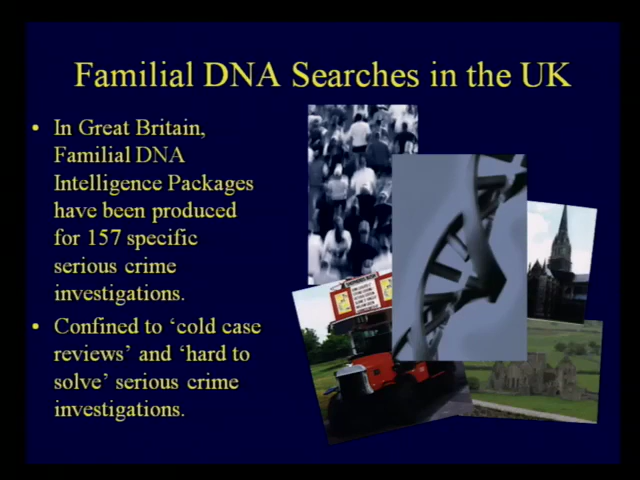 Familial DNA Searches in the UK
• In Great Britain,
Familial DNA
Intelligence Packages
have been produced
for 157 specific
serious crime
investigations.
• Confined to ‘cold case
reviews’ and ‘hard to
solve’ serious crime
investigations.